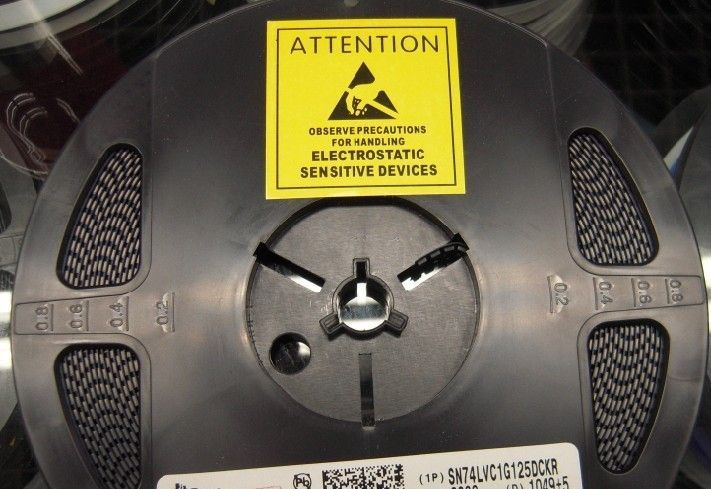 ATTENTION
OBSERVE PRECAUTIONS
FOR HANDLING
ELECTROSTATIC
SENSITIVE DEVICES
0.8 0.6 0.4 0.2
0.2 0.4 0.6 0.8
Pb (1P) SN74LVC1G125DCKR